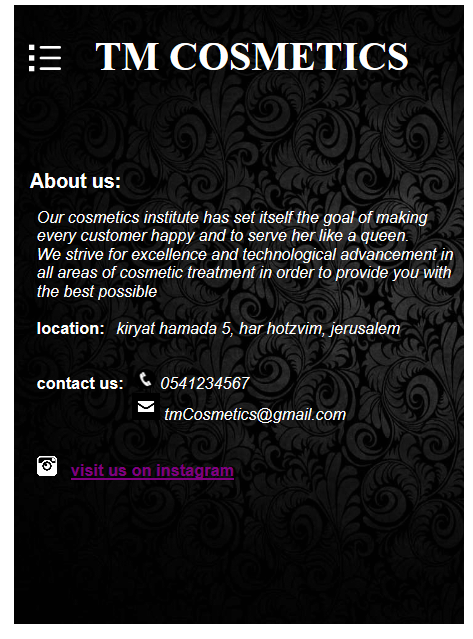 TM COSMETICS
About us:
Our cosmetics institute has set itself the goal of making
every customer happy and to serve her like a queen.
We strive for excellence and technological advancement in
all areas of cosmetic treatment in order to provide you with
the best possible
location: kiryat hamada 5, har hotzvim, jerusalem
contact us: 0541234567
tmCosmetics@gmail.com
visit us on instagram